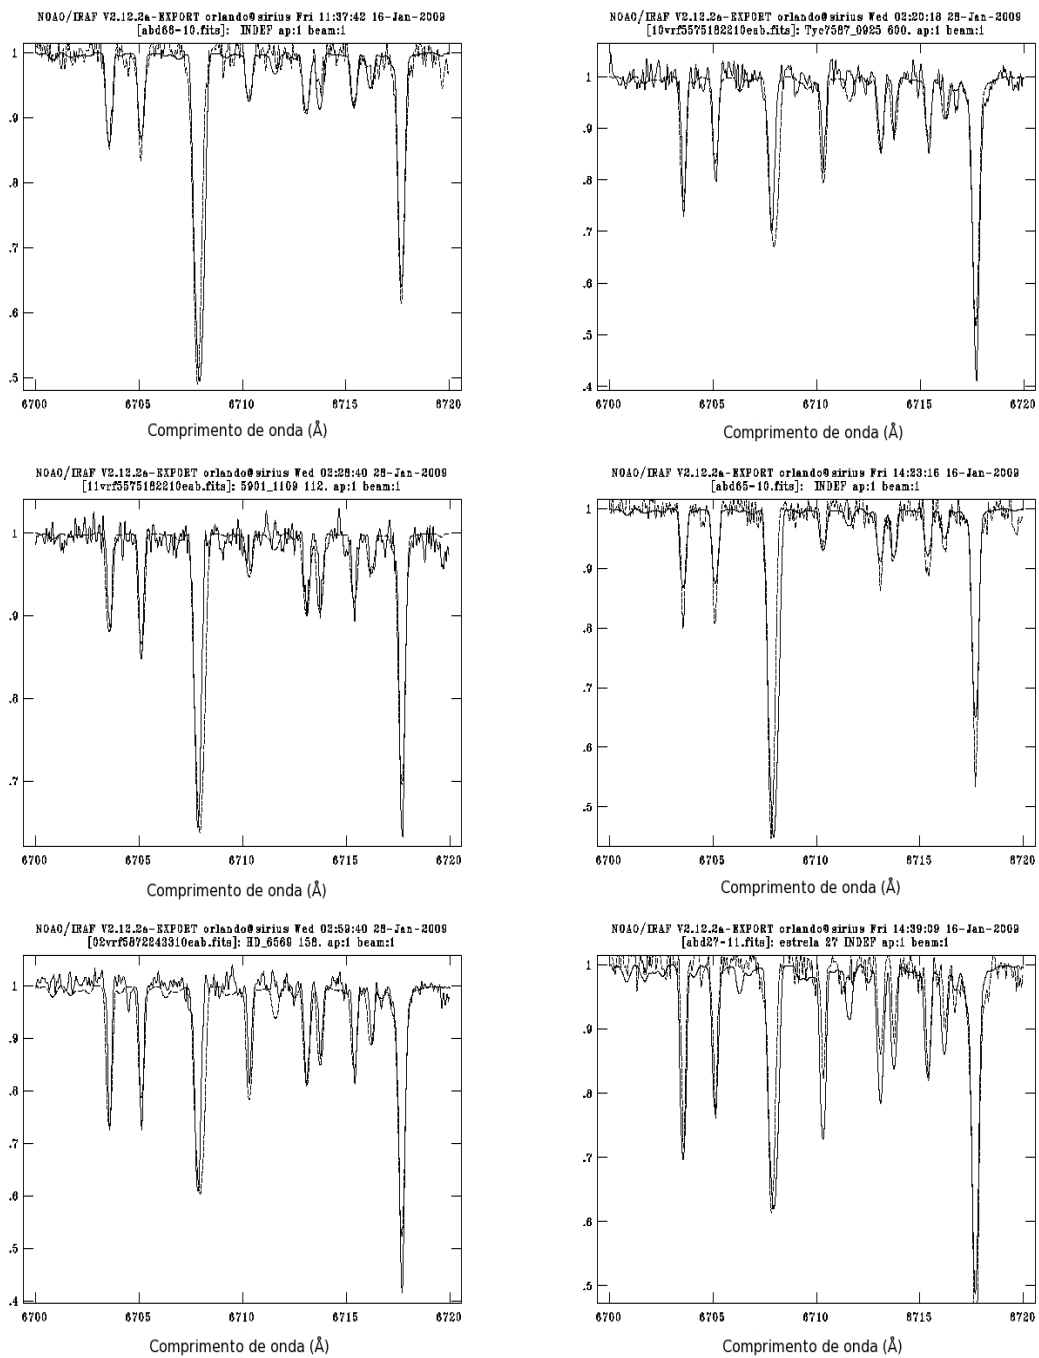 NOAO/IRAF V2.12.2a-EXPORT orlando@sirius Fri 11:37:42 16-Jan-2009
[abd68-10.fits]: INDEF ap:1 beam:1
1
.9
.8
.7
.6
.5
6700 6705 6710 6715 6720
Comprimento de onda (Å)
NOAO/IRAF V2.12.2a-EXPORT orlando@sirius Wed 02:20:18 28-Jan-2009
[10vrf5575182210eab.fits]: Tyc7587_0925 600. ap:1 beam:1
1
.9
.8
.7
.6
.5
.4
6700 6705 6710 6715 6720
Comprimento de onda (Å)
NOAO/IRAF V2.12.2a-EXPORT orlando@sirius Wed 02:28:40 28-Jan-2009
[11vrf5575182210eab.fits]: 5901_1109 112. ap:1 beam:1
1
.9
.8
.7
6700 6705 6710 6715 6720
Comprimento de onda (Å)
NOAO/IRAF V2.12.2a-EXPORT orlando@sirius Fri 14:23:16 16-Jan-2009
[abd65-10.fits]: INDEF ap:1 beam:1
1
.9
.8
.7
.6
.5
6700 6705 6710 6715 6720
Comprimento de onda (Å)
NOAO/IRAF V2.12.2a-EXPORT orlando@sirius Wed 02:59:40 28-Jan-2009
[02vrf5872243310eab.fits]: HD_6569 158. ap:1 beam:1
1
.9
.8
.7
.6
.5
.4
6700 6705 6710 6715 6720
Comprimento de onda (Å)
NOAO/IRAF V2.12.2a-EXPORT orlando@sirius Fri 14:39:09 16-Jan-2009
[abd27-11.fits]: estrela 27 INDEF ap:1 beam:1
1
.9
.8
.7
.6
.5
6700 6705 6710 6715 6720
Comprimento de onda (Å)